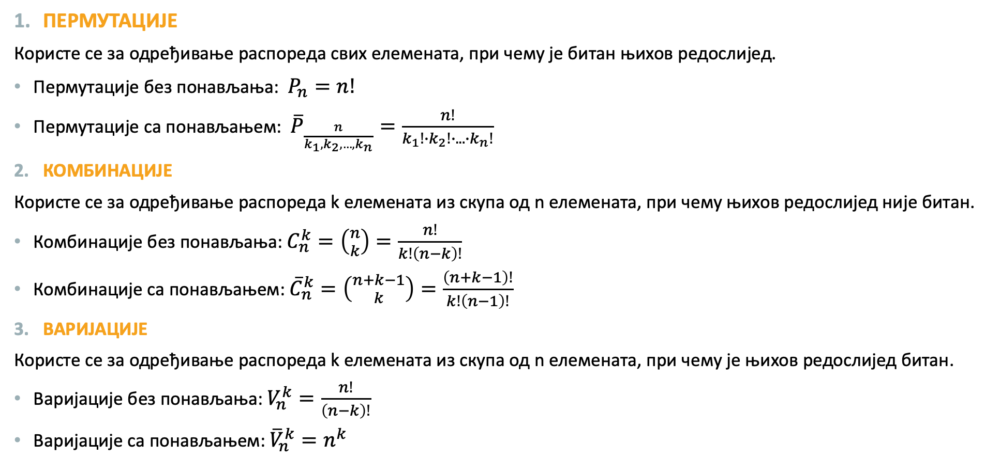 1. ПЕРМУТАЦИЈЕ
Користе се за одређивање распореда свих елемената, при чему је битан њихов редослијед.
• Пермутације без понављања: $P_n = n!$
• Пермутације са понављањем: $\bar{P}_{\frac{n}{k_1,k_2,\ldots,k_n}} = \frac{n!}{k_1! \cdot k_2! \cdot \ldots \cdot k_n!}$
2. КОМБИНАЦИЈЕ
Користе се за одређивање распореда k елемената из скупа од n елемената, при чему њихов редослијед није битан.
• Комбинације без понављања: $C_n^k = \binom{n}{k} = \frac{n!}{k!(n-k)!}$
• Комбинације са понављањем: $\bar{C}_n^k = \binom{n+k-1}{k} = \frac{(n+k-1)!}{k!(n-1)!}$
3. ВАРИЈАЦИЈЕ
Користе се за одређивање распореда k елемената из скупа од n елемената, при чему је њихов редослијед битан.
• Варијације без понављања: $V_n^k = \frac{n!}{(n-k)!}$
• Варијације са понављањем: $\bar{V}_n^k = n^k$